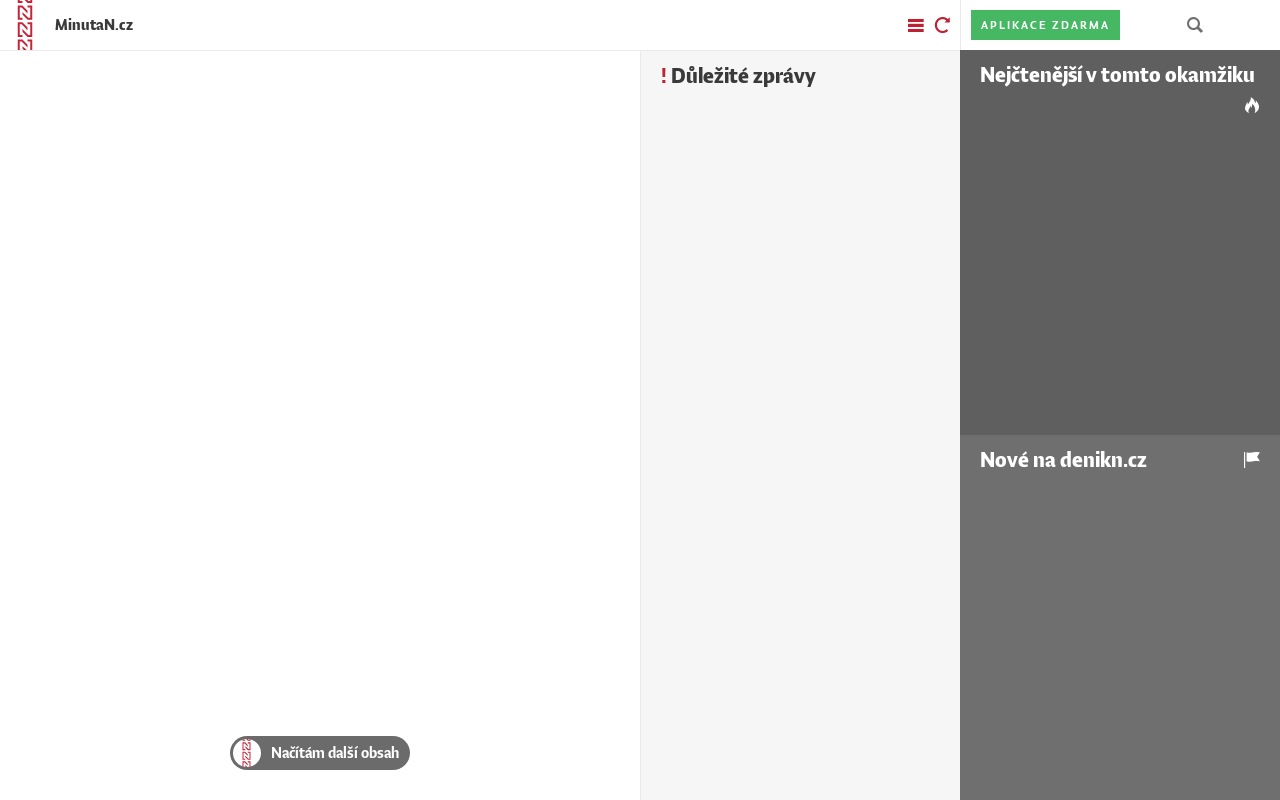 MinutaN.cz
APLIKACE ZDARMA
! Důležité zprávy
Nejčtenější v tomto okamžiku
Nové na denikn.cz
Načítám další obsah